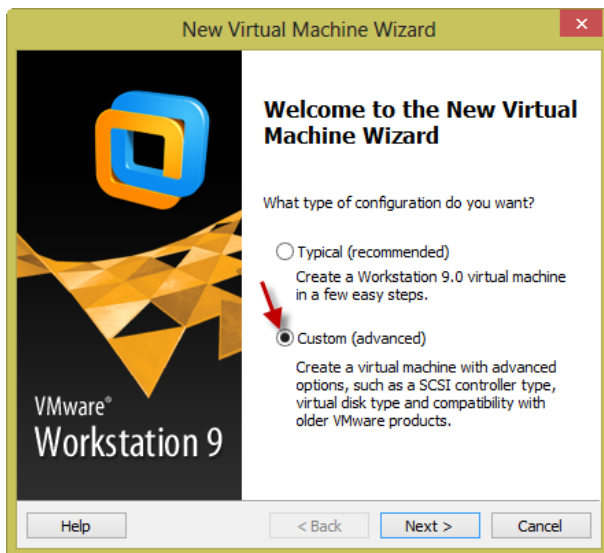 New Virtual Machine Wizard
Welcome to the New Virtual
Machine Wizard
What type of configuration do you want?
Typical (recommended)
Create a Workstation 9.0 virtual machine
in a few easy steps.
Custom (advanced)
Create a virtual machine with advanced
options, such as a SCSI controller type,
virtual disk type and compatibility with
older VMware products.
VMware®
Workstation 9
Help
< Back
Next >
Cancel